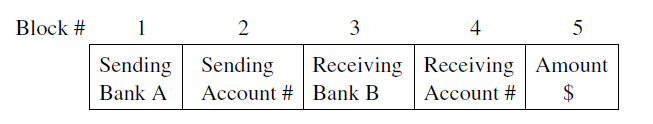 Block # 1 2 3 4 5
Sending Sending Receiving Receiving Amount
Bank A Account # Bank B Account # $